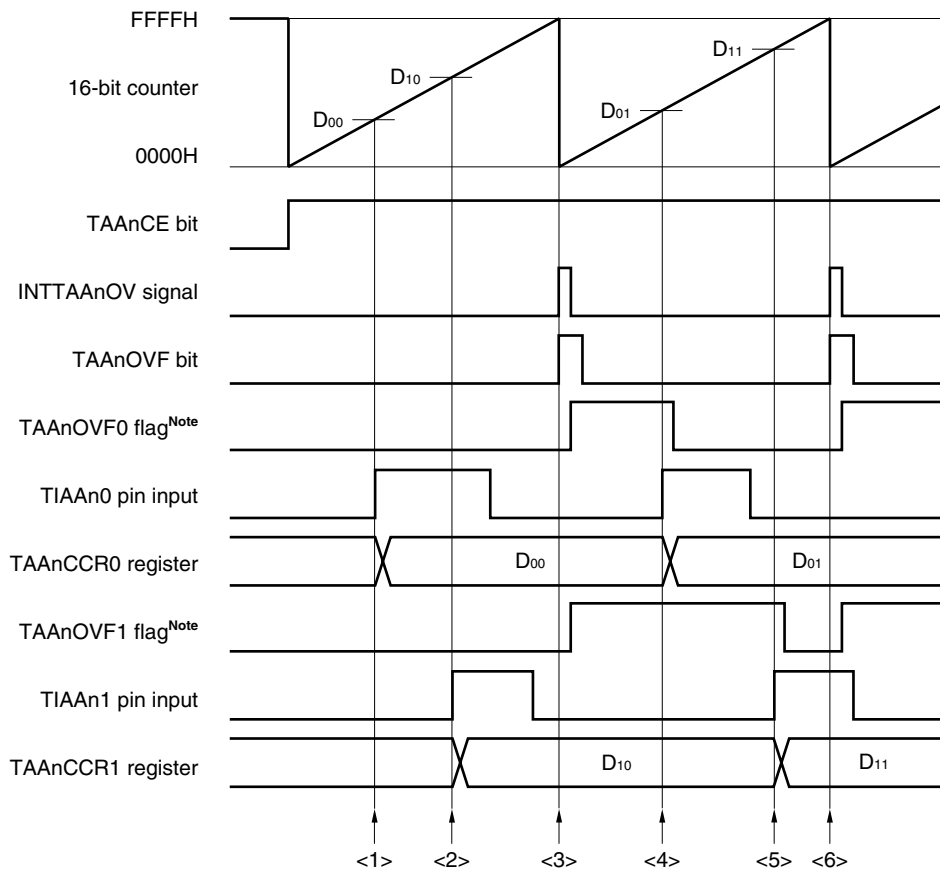 FFFFH
D11
D10
16-bit counter
D01
D00
0000H
TAAnCE bit
INTTAAnOV signal
TAAnOVF bit
TAAnOVF0 flagNote
TIAAn0 pin input
TAAnCCR0 register
D00
D01
TAAnOVF1 flagNote
TIAAn1 pin input
TAAnCCR1 register
D10
D11
<1> <2> <3> <4> <5> <6>